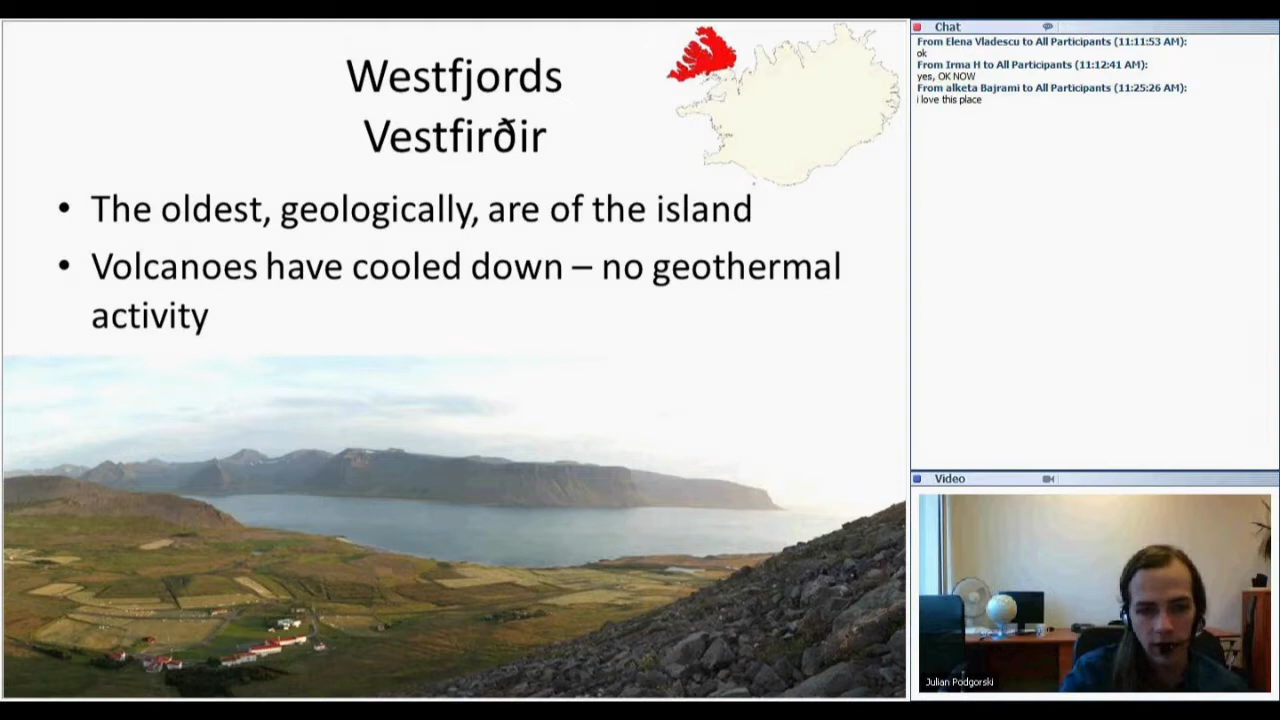 Westfjords
Vestfirðir
• The oldest, geologically, are of the island
• Volcanoes have cooled down – no geothermal
activity
Chat
From Elena Vladescu to All Participants (11:11:53 AM):
ok
From Irma H to All Participants (11:12:41 AM):
yes, OK NOW
From alketa Bajrami to All Participants (11:25:26 AM):
i love this place
Video
Julian Podgorski